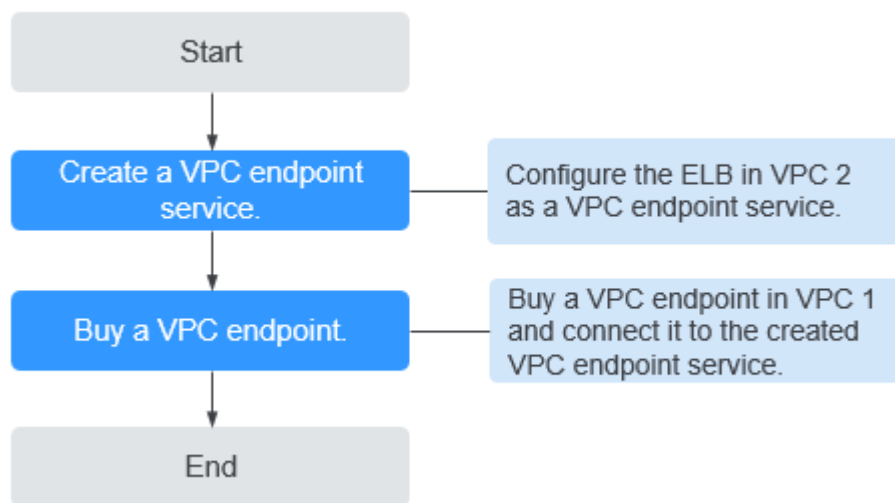 Start
Create a VPC endpoint
service.
Configure the ELB in VPC 2
as a VPC endpoint service.
Buy a VPC endpoint.
Buy a VPC endpoint in VPC 1
and connect it to the created
VPC endpoint service.
End